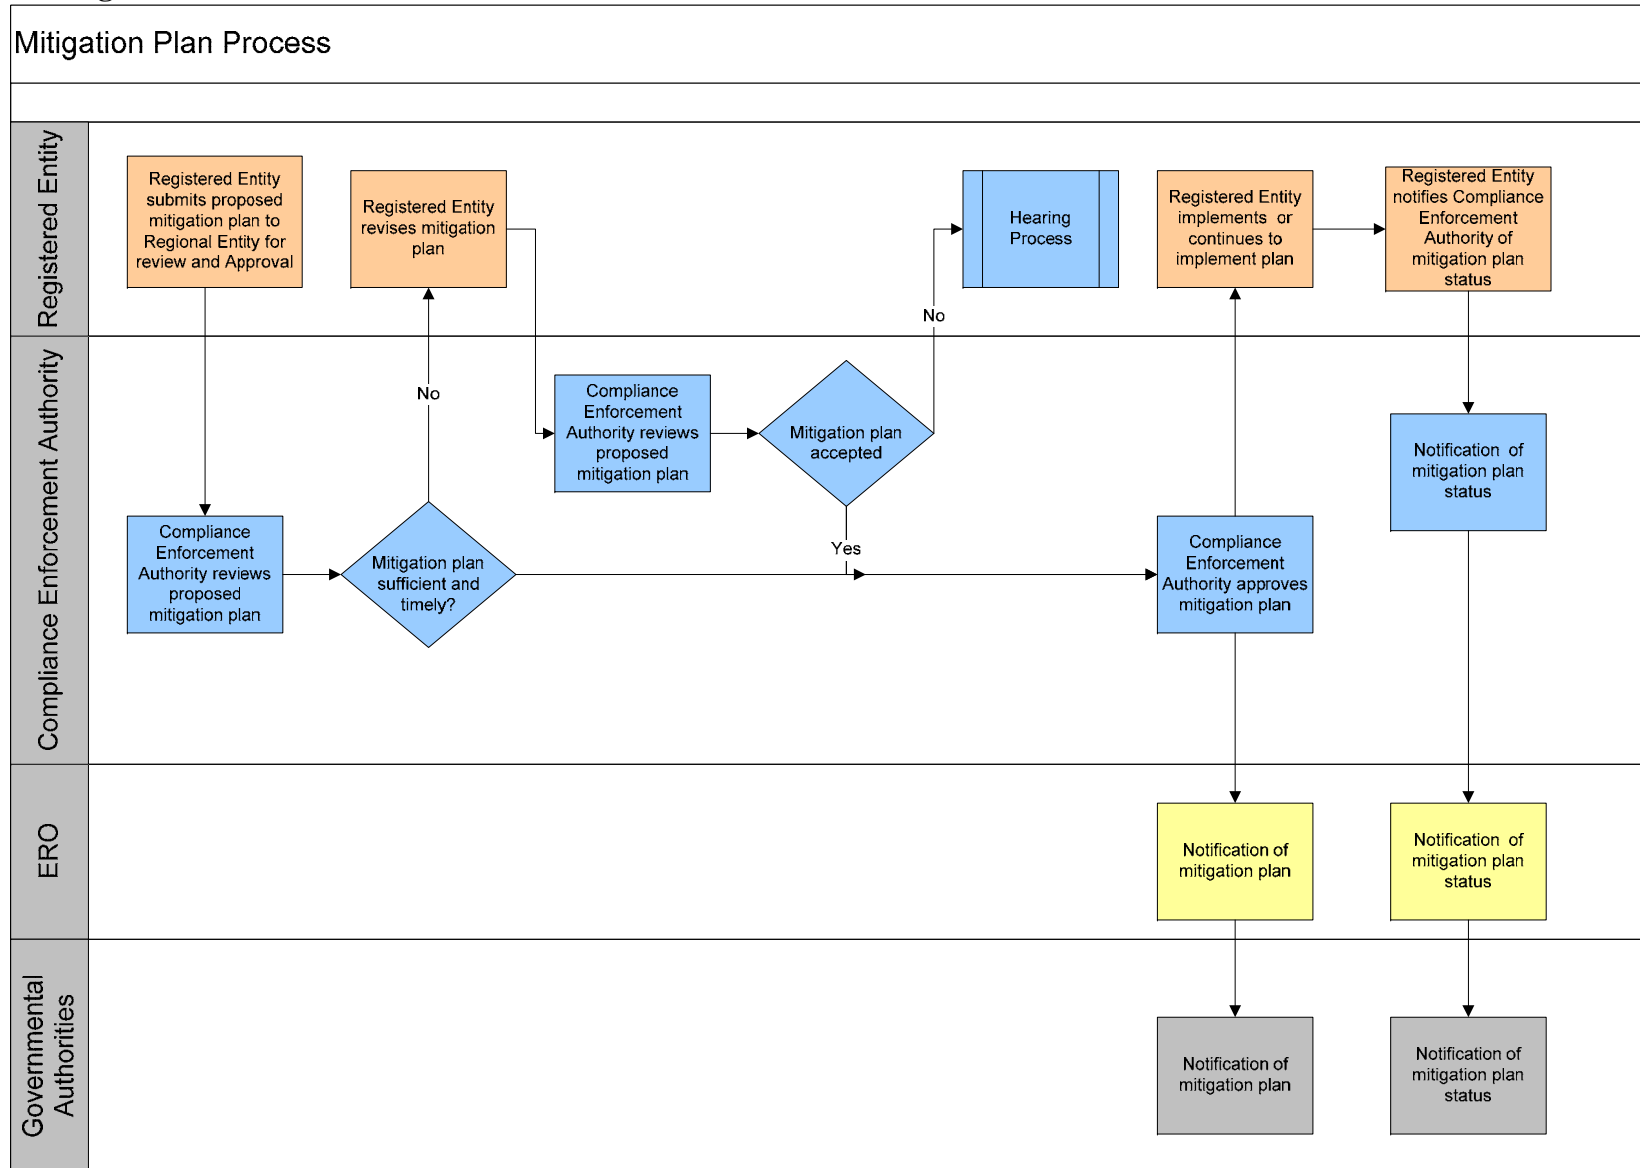 Mitigation Plan Process
Registered Entity
Registered Entity
submits proposed
mitigation plan to
Regional Entity for
review and Approval
Registered Entity
revises mitigation
plan
Hearing
Process
Registered Entity
implements or
continues to
implement plan
Registered Entity
notifies Compliance
Enforcement
Authority of
mitigation plan
status
No
Compliance Enforcement Authority
No
Compliance
Enforcement
Authority reviews
proposed
mitigation plan
Mitigation plan
accepted
Notification of
mitigation plan
status
Compliance
Enforcement
Authority reviews
proposed
mitigation plan
Mitigation plan
sufficient and
timely?
Yes
Compliance
Enforcement
Authority approves
mitigation plan
ERO
Notification of
mitigation plan
Notification of
mitigation plan
status
Governmental
Authorities
Notification of
mitigation plan
Notification of
mitigation plan
status